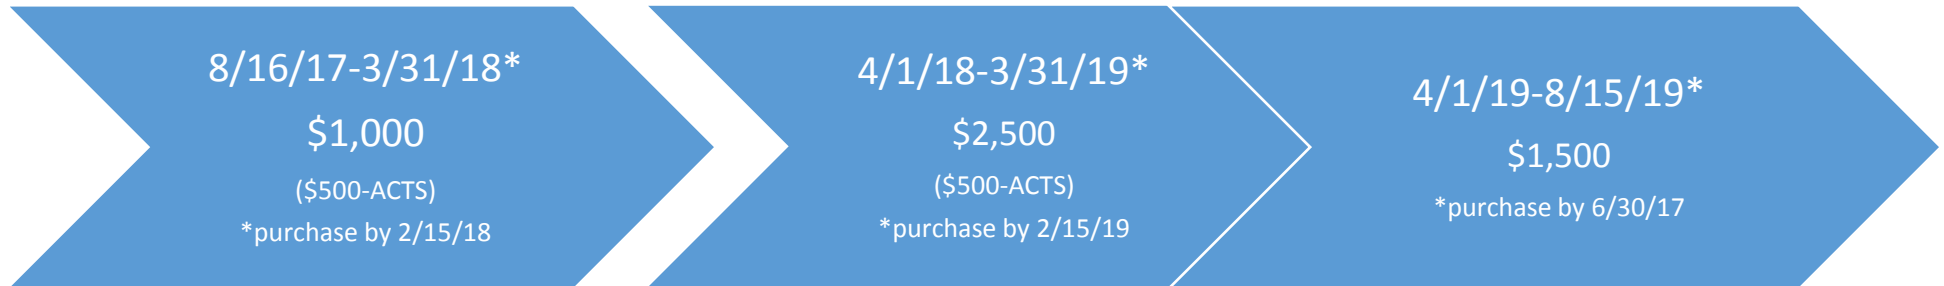 8/16/17-3/31/18*
$1,000
($500-ACTS)
*purchase by 2/15/18
4/1/18-3/31/19*
$2,500
($500-ACTS)
*purchase by 2/15/19
4/1/19-8/15/19*
$1,500
*purchase by 6/30/17